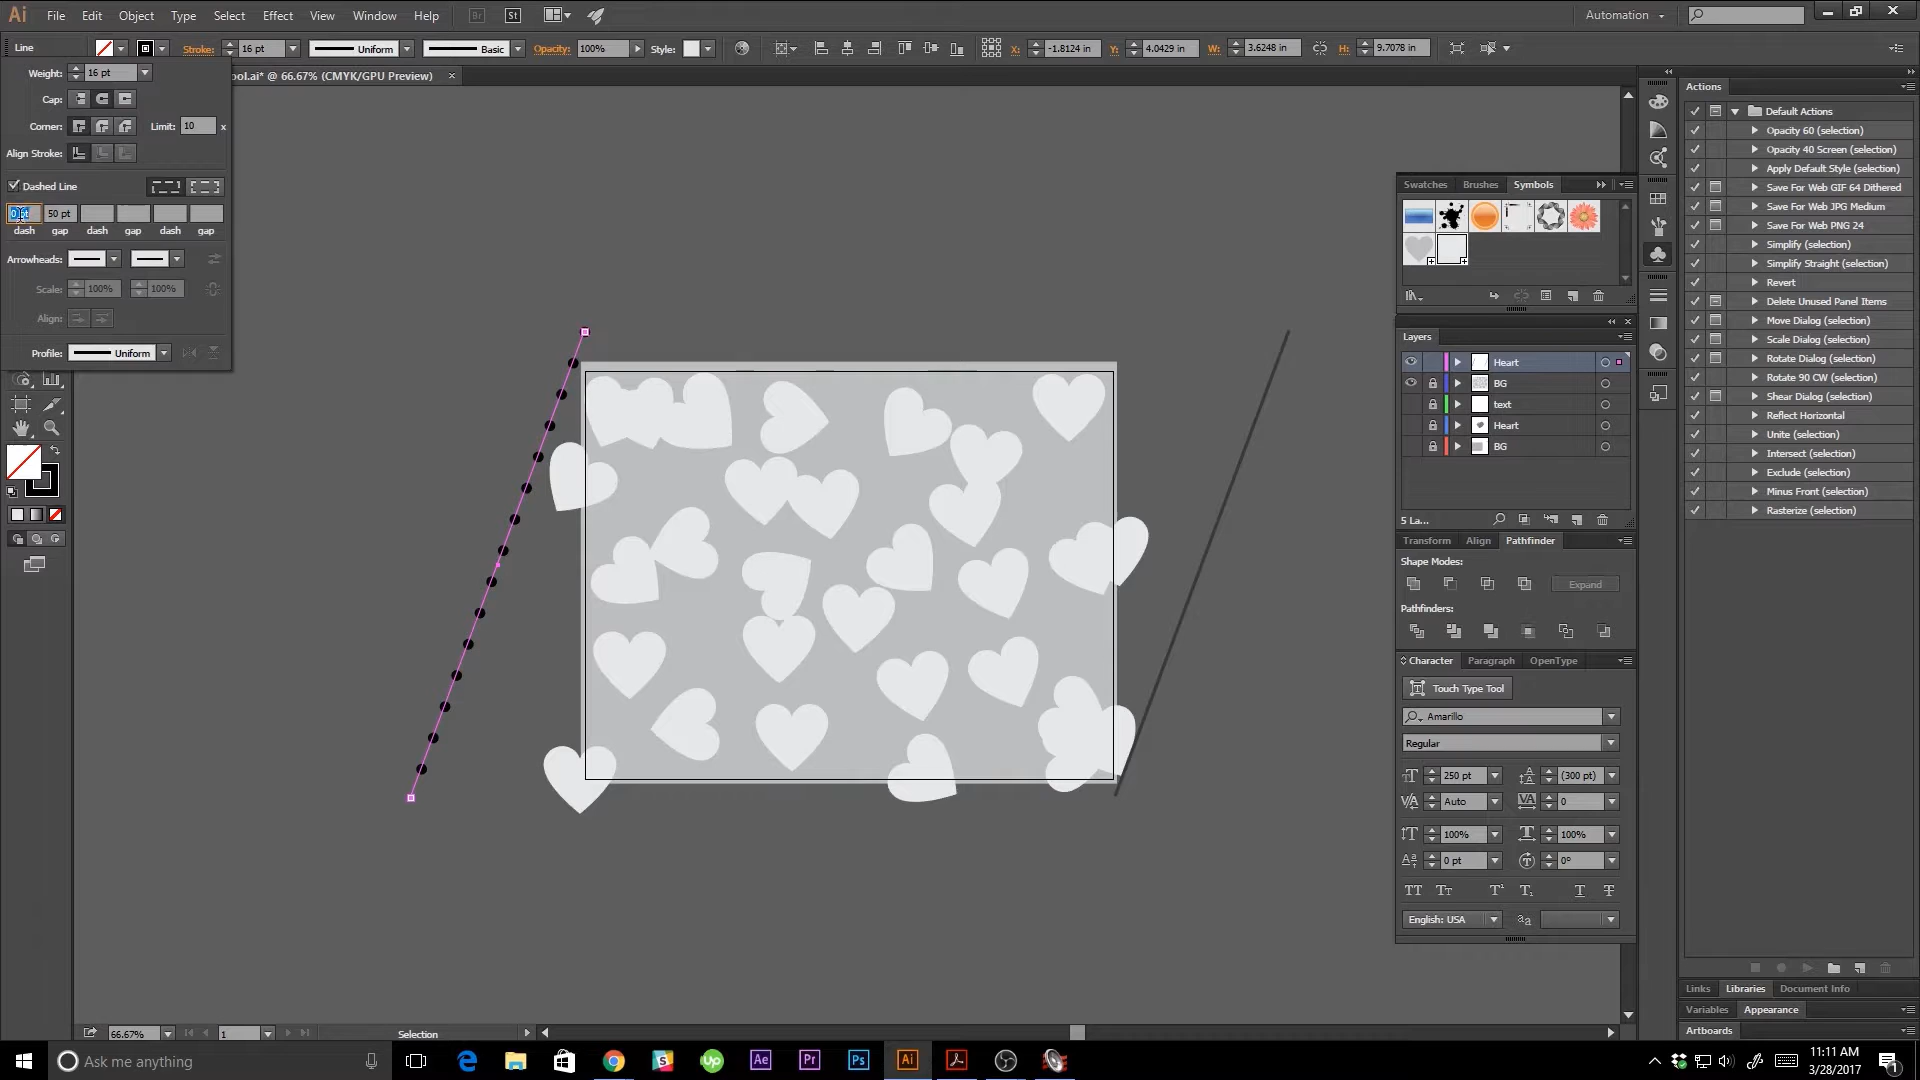 Ai File Edit Object Type Select Effect View Window Help Br St Automation
Line Stroke: 16 pt Uniform Basic Opacity: 100% Style: X: -1.8124 in Y: 4.0429 in W: 3.6248 in H: 9.7078 in
ool.ai* @ 66.67% (CMYK/GPU Preview) ×
Weight: 16 pt
Cap:
Corner: Limit: 10 x
Align Stroke:
Dashed Line
0 pt 50 pt
dash gap dash gap dash gap
Arrowheads:
Scale: 100% 100%
Align:
Profile: Uniform
Swatches Brushes Symbols
Layers
Heart
BG
text
Heart
BG
5 La...
Transform Align Pathfinder
Shape Modes:
Expand
Pathfinders:
Character Paragraph OpenType
Touch Type Tool
Amarillo
Regular
250 pt (300 pt)
Auto 0
100% 100%
0 pt 0°
English: USA
Actions
Default Actions
Opacity 60 (selection)
Opacity 40 Screen (selection)
Apply Default Style (selection)
Save For Web GIF 64 Dithered
Save For Web JPG Medium
Save For Web PNG 24
Simplify (selection)
Simplify Straight (selection)
Revert
Delete Unused Panel Items
Move Dialog (selection)
Scale Dialog (selection)
Rotate Dialog (selection)
Rotate 90 CW (selection)
Shear Dialog (selection)
Reflect Horizontal
Unite (selection)
Intersect (selection)
Exclude (selection)
Minus Front (selection)
Rasterize (selection)
Links Libraries Document Info
Variables Appearance
Artboards
66.67% 1 Selection
Ask me anything
Up Ae Pr Ps Ai
11:11 AM
3/28/2017
1